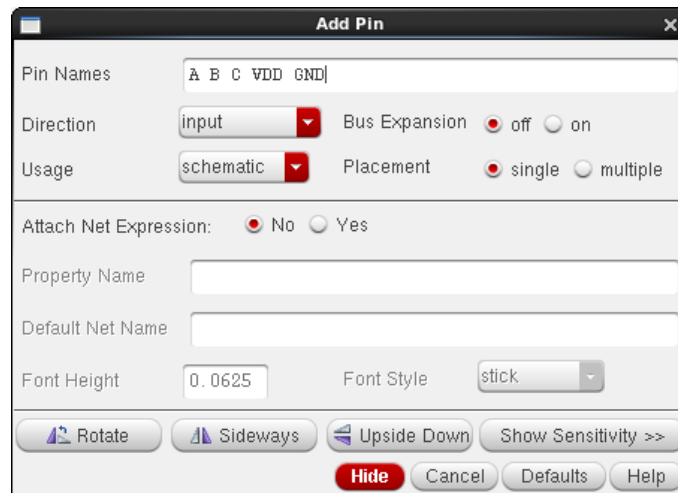 Add Pin
Pin Names A B C VDD GND
Direction input Bus Expansion off on
Usage schematic Placement single multiple
Attach Net Expression: No Yes
Property Name
Default Net Name
Font Height 0.0625 Font Style stick
Rotate Sideways Upside Down Show Sensitivity >>
Hide Cancel Defaults Help